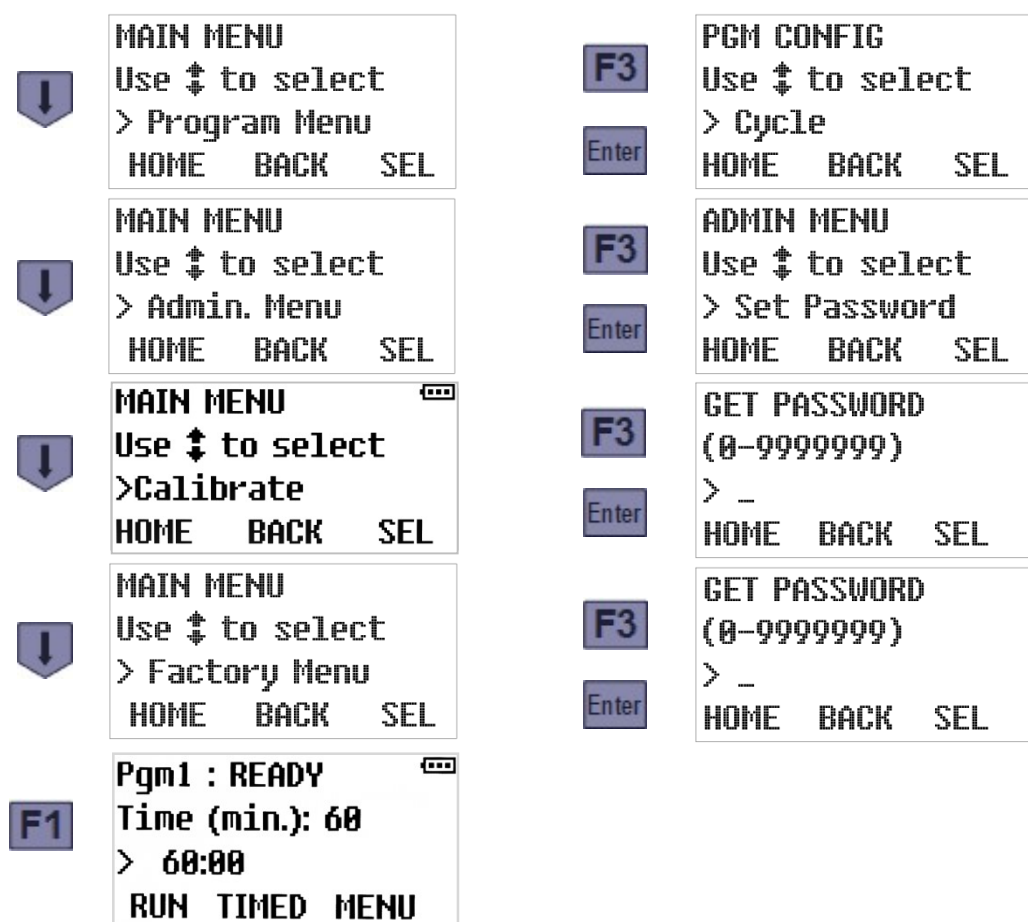 MAIN MENU
Use ↕ to select
> Program Menu
HOME BACK SEL
F3
Enter
PGM CONFIG
Use ↕ to select
> Cycle
HOME BACK SEL
MAIN MENU
Use ↕ to select
> Admin. Menu
HOME BACK SEL
F3
Enter
ADMIN MENU
Use ↕ to select
> Set Password
HOME BACK SEL
MAIN MENU
Use ↕ to select
>Calibrate
HOME BACK SEL
F3
Enter
GET PASSWORD
(0-9999999)
> _
HOME BACK SEL
MAIN MENU
Use ↕ to select
> Factory Menu
HOME BACK SEL
F3
Enter
GET PASSWORD
(0-9999999)
> _
HOME BACK SEL
F1
Pgm1 : READY
Time (min.): 60
> 60:00
RUN TIMED MENU